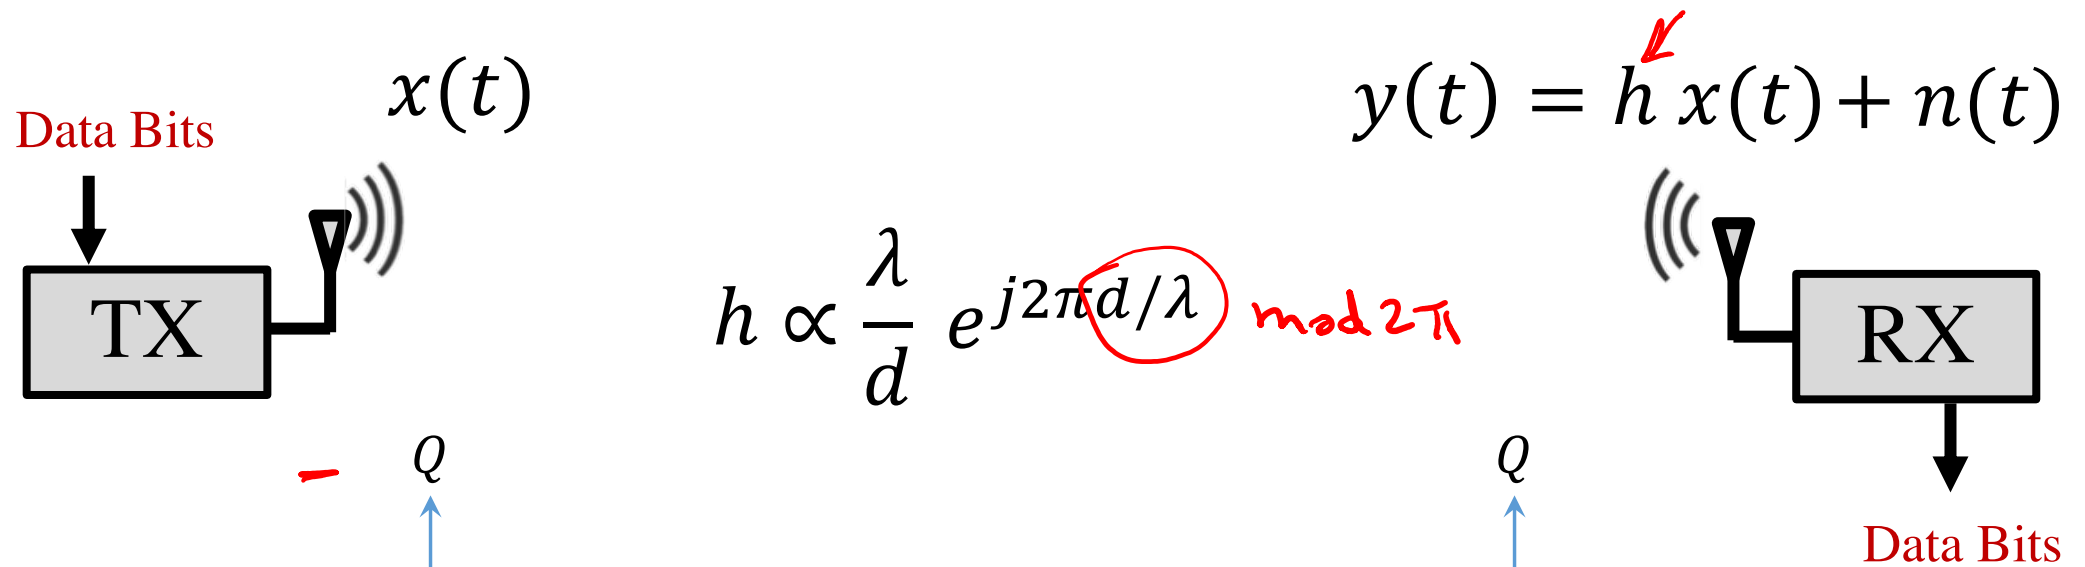 x(t)
y(t) = h x(t) + n(t)
Data Bits
TX
h ∝ λ/d e^{j2πd/λ} mod 2π
RX
Q
Q
Data Bits